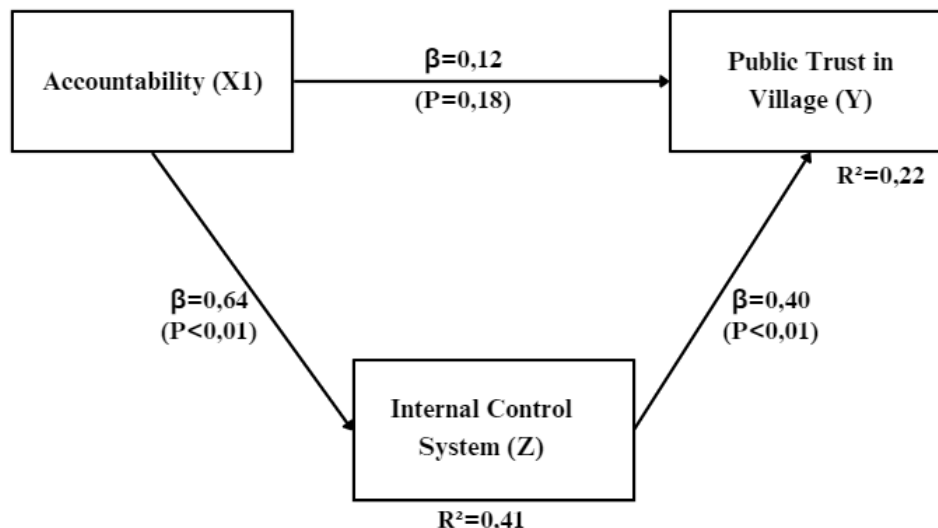 Accountability (X1)
β=0,12
(P=0,18)
Public Trust in
Village (Y)
R²=0,22
β=0,64
(P<0,01)
β=0,40
(P<0,01)
Internal Control
System (Z)
R²=0,41